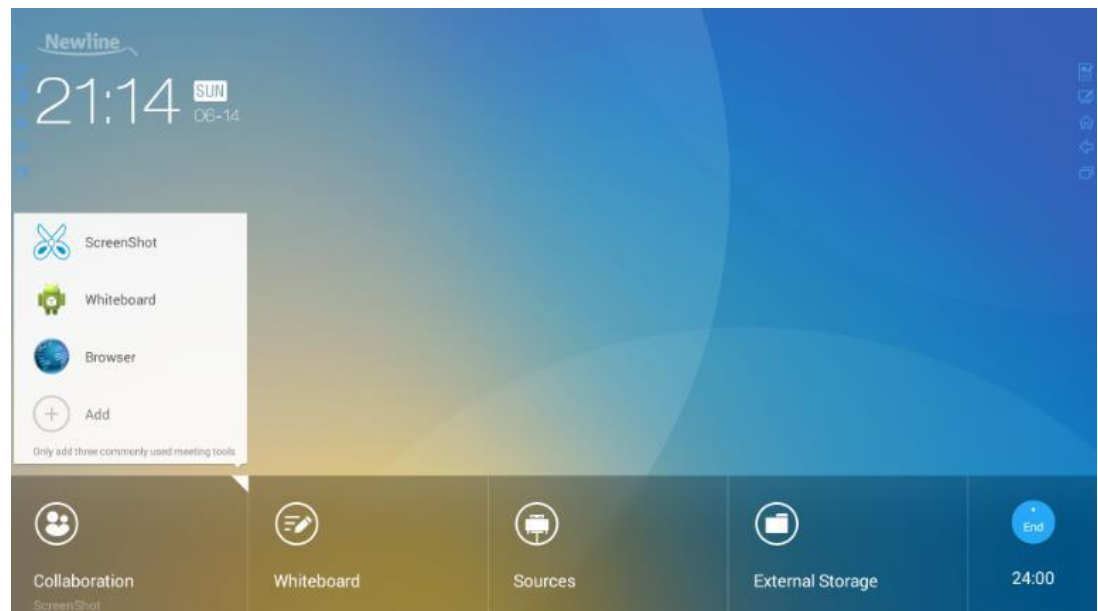 Newline
21:14
SUN
06-14
ScreenShot
Whiteboard
Browser
Add
Only add three commonly used meeting tools
End
Collaboration
Whiteboard
Sources
External Storage
24:00
ScreenShot